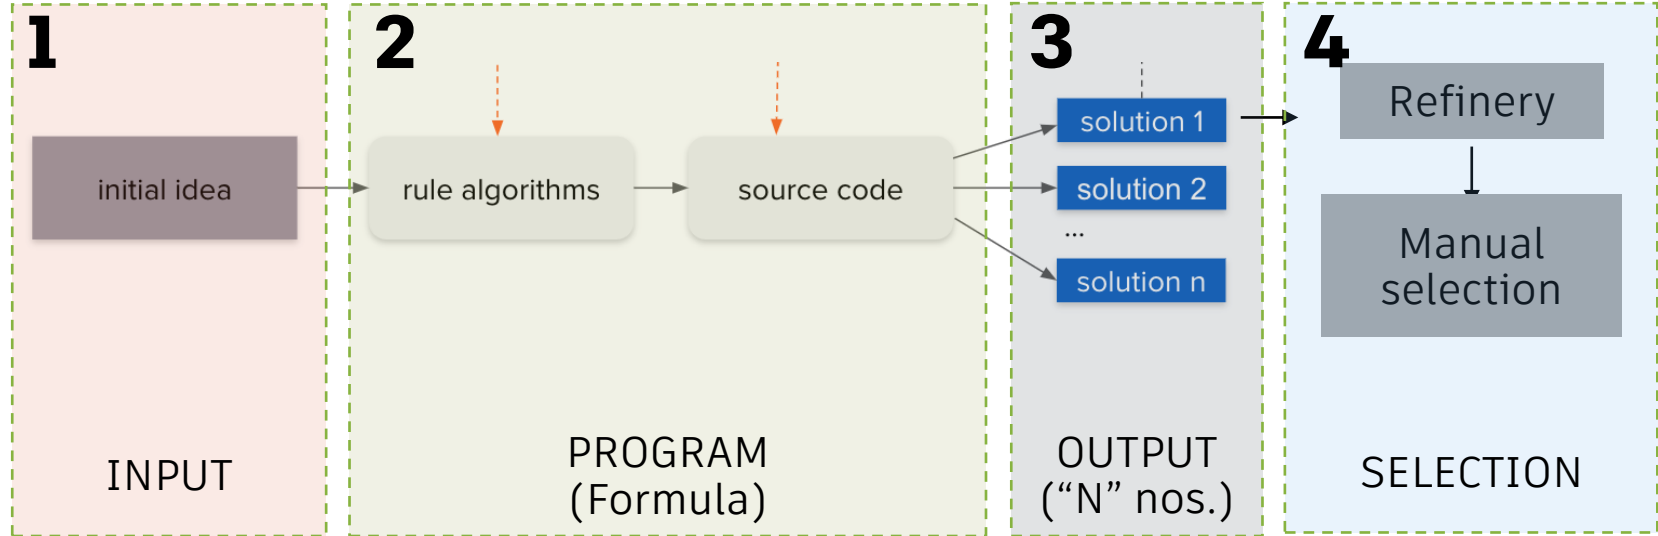 1
initial idea
INPUT
2
rule algorithms
source code
PROGRAM
(Formula)
3
solution 1
solution 2
...
solution n
OUTPUT
(“N” nos.)
4
Refinery
Manual
selection
SELECTION